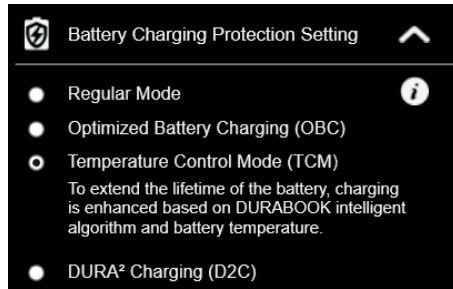 Battery Charging Protection Setting
Regular Mode
i
Optimized Battery Charging (OBC)
Temperature Control Mode (TCM)
To extend the lifetime of the battery, charging
is enhanced based on DURABOOK intelligent
algorithm and battery temperature.
DURA² Charging (D2C)